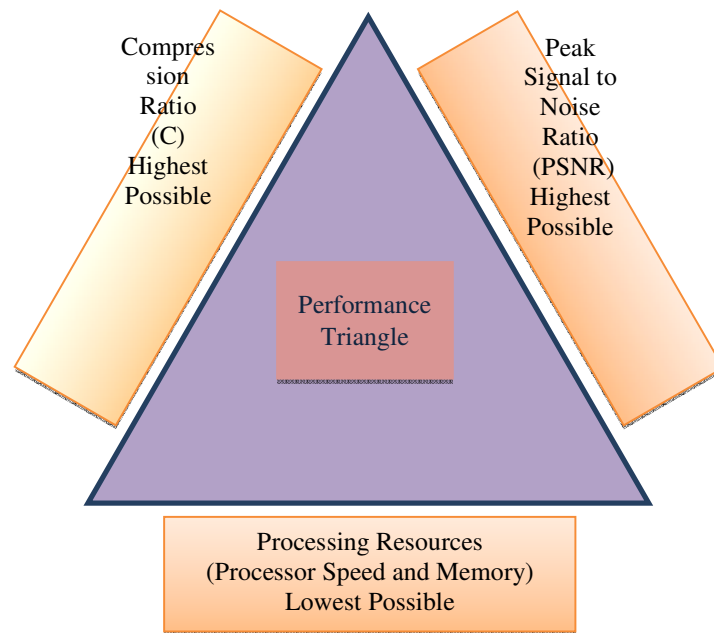 Compres
sion
Ratio
(C)
Highest
Possible
Peak
Signal to
Noise
Ratio
(PSNR)
Highest
Possible
Performance
Triangle
Processing Resources
(Processor Speed and Memory)
Lowest Possible